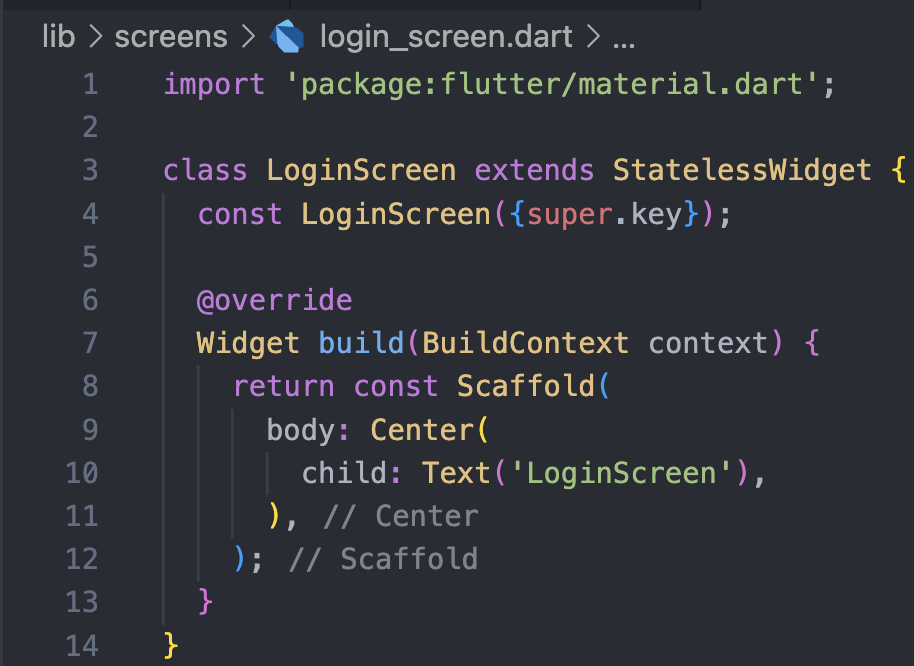 lib > screens > login_screen.dart > ...
1 import 'package:flutter/material.dart';
2
3 class LoginScreen extends StatelessWidget {
4   const LoginScreen({super.key});
5
6   @override
7   Widget build(BuildContext context) {
8     return const Scaffold(
9       body: Center(
10         child: Text('LoginScreen'),
11       ), // Center
12     ); // Scaffold
13   }
14 }